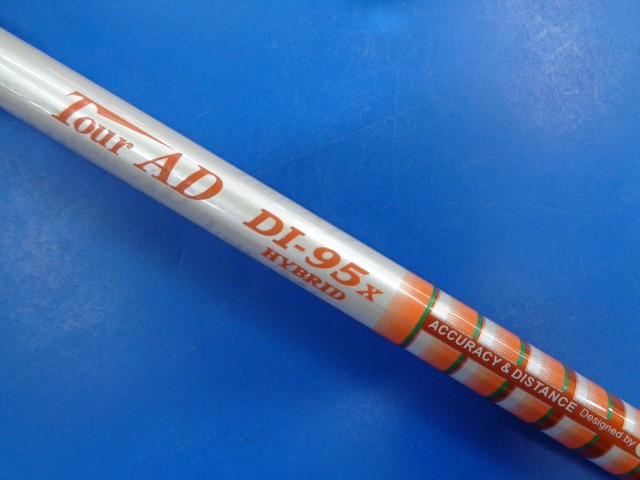 Tour AD
DI-95X
HYBRID
ACCURACY & DISTANCE Designed by